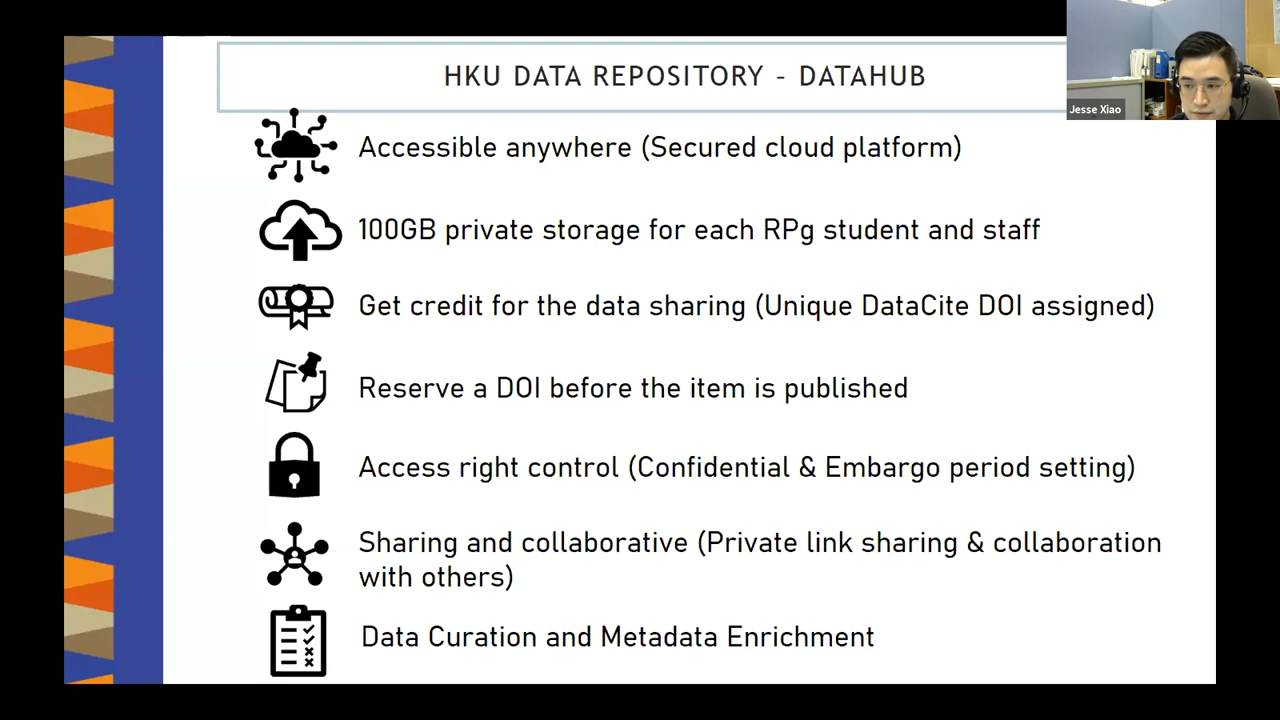 HKU DATA REPOSITORY - DATAHUB
Jesse Xiao
Accessible anywhere (Secured cloud platform)
100GB private storage for each RPg student and staff
Get credit for the data sharing (Unique DataCite DOI assigned)
Reserve a DOI before the item is published
Access right control (Confidential & Embargo period setting)
Sharing and collaborative (Private link sharing & collaboration
with others)
Data Curation and Metadata Enrichment